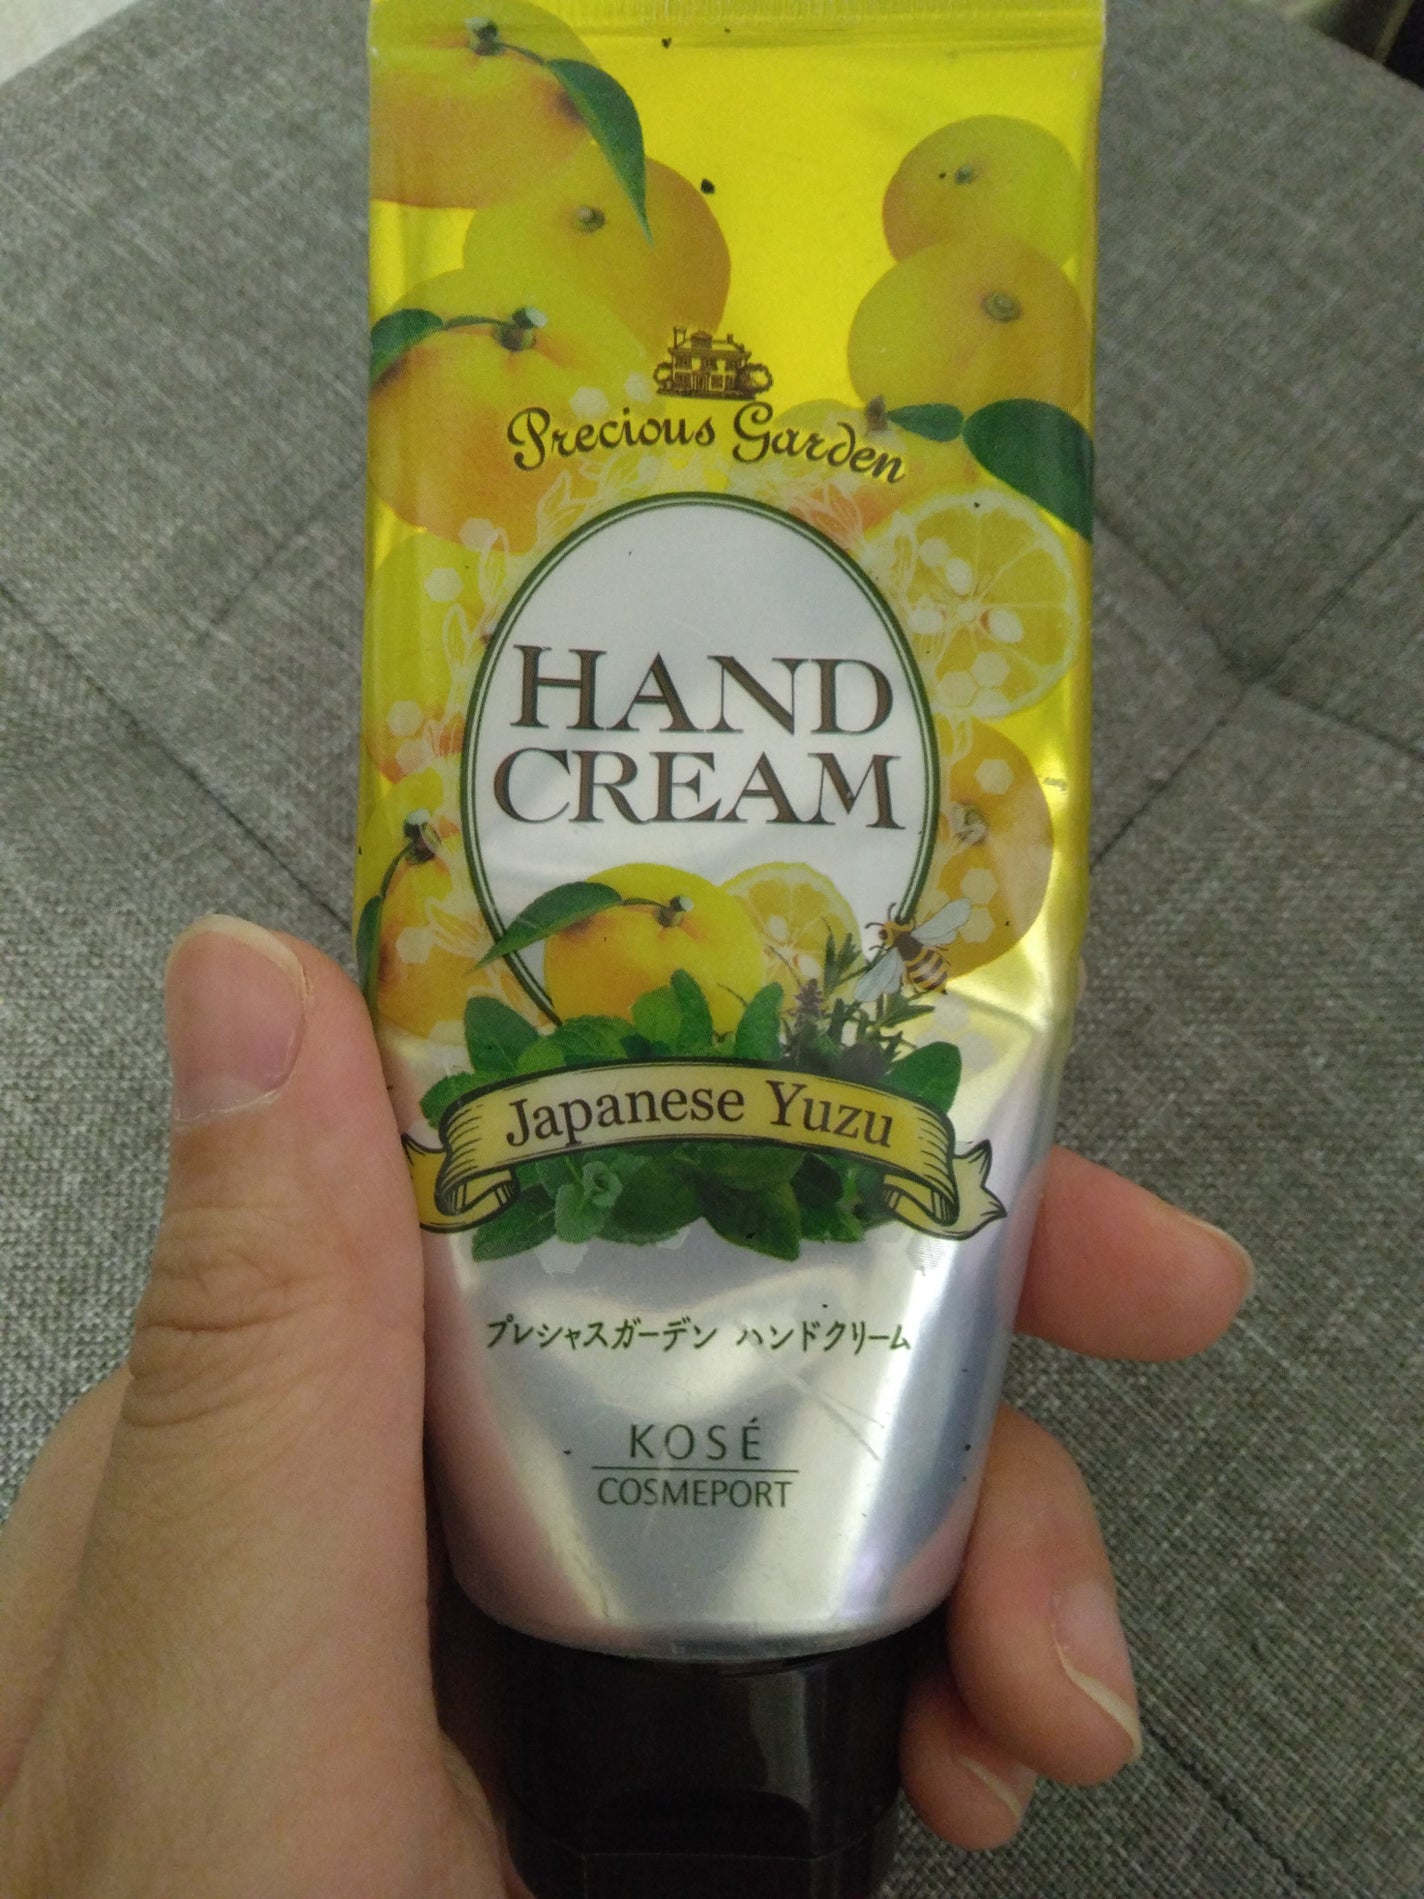 Precious Garden
HAND
CREAM
Japanese Yuzu
プレシャスガーデン ハンドクリーム
KOSÉ
COSMEPORT